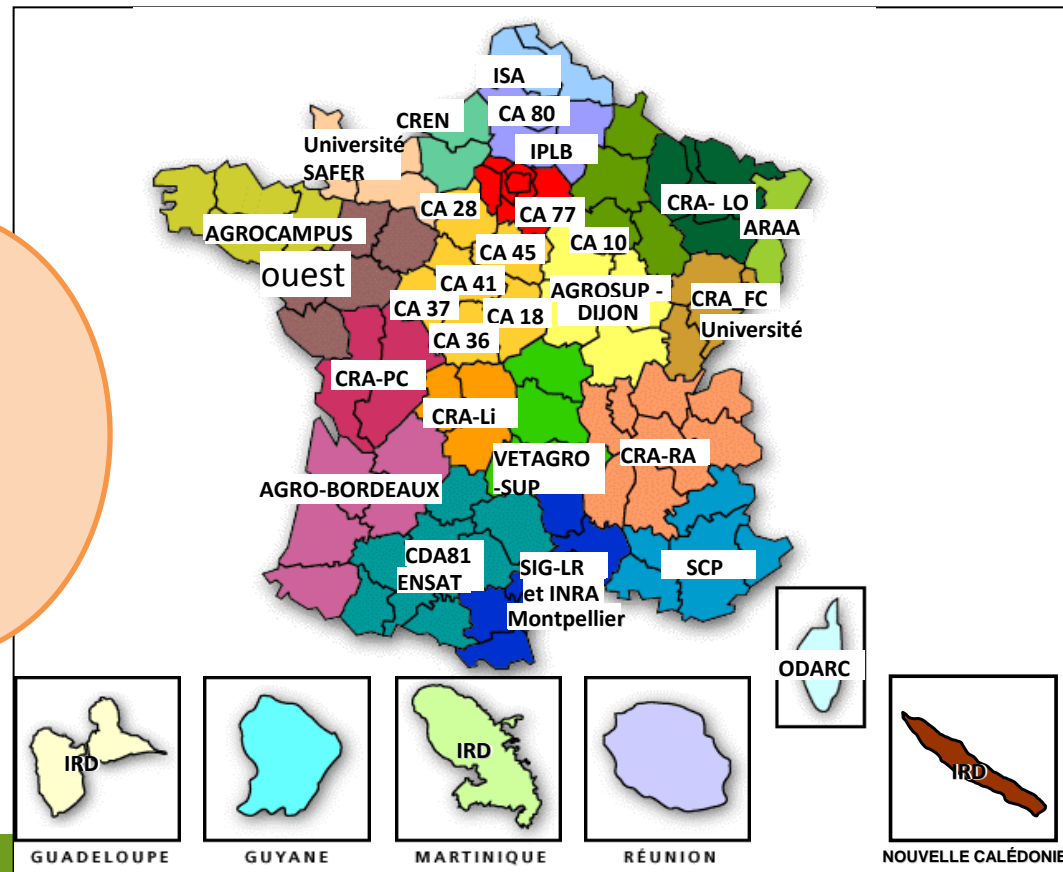 ISA
CREN
CA 80
Université
SAFER
IPLB
CA 28
CA 77
CRA- LO
ARAA
AGROCAMPUS
ouest
CA 45
CA 10
CA 41
AGROSUP -
DIJON
CRA_FC
Université
CA 37
CA 18
CA 36
CRA-PC
CRA-Li
VETAGRO
-SUP
CRA-RA
AGRO-BORDEAUX
CDA81
ENSAT
SIG-LR
et INRA
Montpellier
SCP
ODARC
IRD
IRD
IRD
GUADELOUPE
GUYANE
MARTINIQUE
RÉUNION
NOUVELLE CALÉDONIE